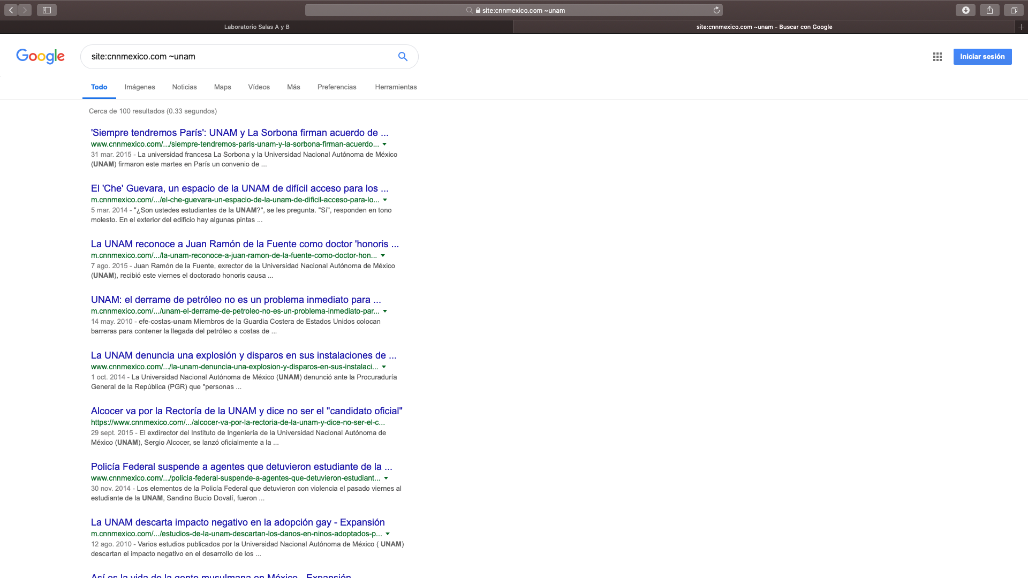 site:cnnmexico.com ~unam
Laboratorio Salas A y B
site:cnnmexico.com ~unam - Buscar con Google
Google
site:cnnmexico.com ~unam
Iniciar sesión
Todo Imágenes Noticias Maps Vídeos Más Preferencias Herramientas
Cerca de 100 resultados (0.33 segundos)
'Siempre tendremos París': UNAM y La Sorbona firman acuerdo de ...
www.cnnmexico.com/.../siempre-tendremos-paris-unam-y-la-sorbona-firman-acuerdo...
31 mar. 2015 - La universidad francesa La Sorbona y la Universidad Nacional Autónoma de México
(UNAM) firmaron este martes en París un convenio de ...
El 'Che' Guevara, un espacio de la UNAM de difícil acceso para los ...
m.cnnmexico.com/.../el-che-guevara-un-espacio-de-la-unam-de-dificil-acceso-para-lo...
5 mar. 2014 - "¿Son ustedes estudiantes de la UNAM?", se les pregunta. "Sí", responden en tono
molesto. En el exterior del edificio hay algunas pintas ...
La UNAM reconoce a Juan Ramón de la Fuente como doctor 'honoris ...
m.cnnmexico.com/.../la-unam-reconoce-a-juan-ramon-de-la-fuente-como-doctor-hon...
7 ago. 2015 - Juan Ramón de la Fuente, exrector de la Universidad Nacional Autónoma de México
(UNAM), recibió este viernes el doctorado honoris causa ...
UNAM: el derrame de petróleo no es un problema inmediato para ...
m.cnnmexico.com/.../unam-el-derrame-de-petroleo-no-es-un-problema-inmediato-par...
14 may. 2010 - efe-costas-unam Miembros de la Guardia Costera de Estados Unidos colocan
barreras para contener la llegada del petróleo a costas de ...
La UNAM denuncia una explosión y disparos en sus instalaciones de ...
www.cnnmexico.com/.../la-unam-denuncia-una-explosion-y-disparos-en-sus-instalaci...
1 oct. 2014 - La Universidad Nacional Autónoma de México (UNAM) denunció ante la Procuraduría
General de la República (PGR) que "personas ...
Alcocer va por la Rectoría de la UNAM y dice no ser el "candidato oficial"
https://www.cnnmexico.com/.../alcocer-va-por-la-rectoria-de-la-unam-y-dice-no-ser-el-c...
29 sept. 2015 - El exdirector del Instituto de Ingeniería de la Universidad Nacional Autónoma de
México (UNAM), Sergio Alcocer, se lanzó oficialmente a la ...
Policía Federal suspende a agentes que detuvieron estudiante de la ...
www.cnnmexico.com/.../policia-federal-suspende-a-agentes-que-detuvieron-estudiant...
30 nov. 2014 - Los elementos de la Policía Federal que detuvieron con violencia el pasado viernes al
estudiante de la UNAM, Sandino Bucio Dovalí, fueron ...
La UNAM descarta impacto negativo en la adopción gay - Expansión
m.cnnmexico.com/.../estudios-de-la-unam-descartan-los-danos-en-ninos-adoptados-p...
12 ago. 2010 - Varios estudios publicados por la Universidad Nacional Autónoma de México ( UNAM)
descartan el impacto negativo en el desarrollo de los ...
Así es la vida de la gente musulmana en México - Expansión